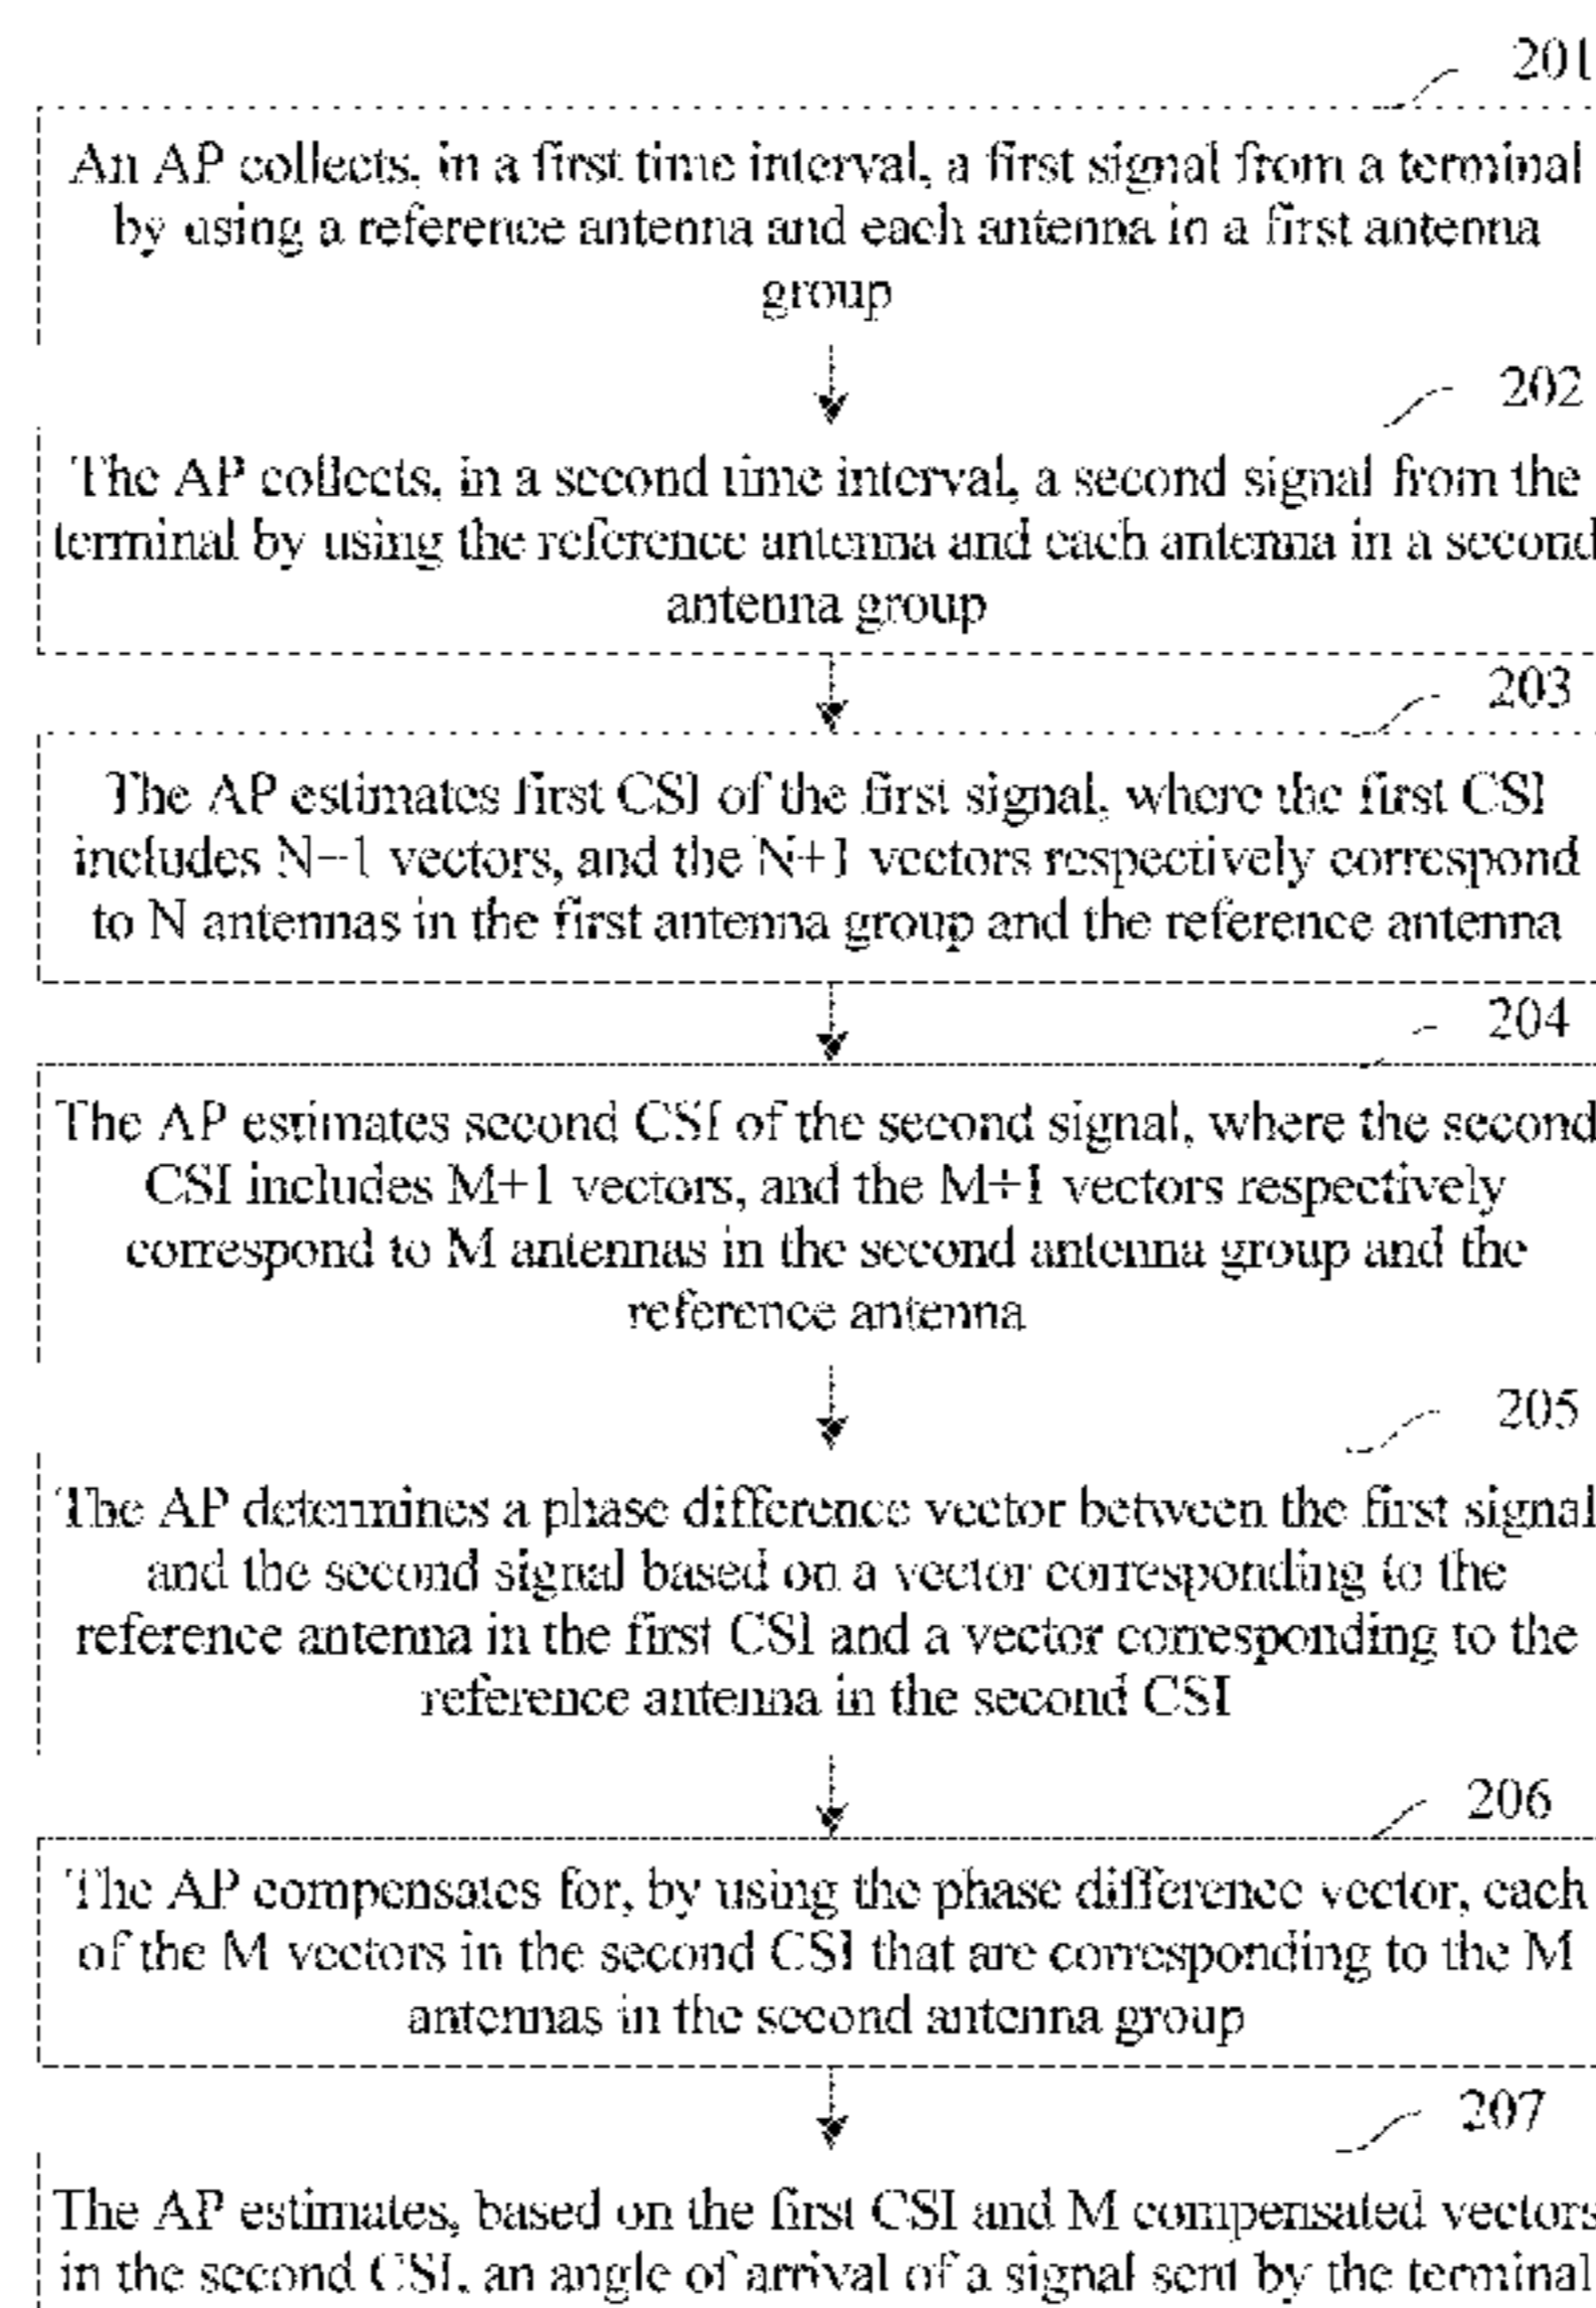 201
An AP collects, in a first time interval, a first signal from a terminal
by using a reference antenna and each antenna in a first antenna
group
202
The AP collects, in a second time interval, a second signal from the
terminal by using the reference antenna and each antenna in a second
antenna group
203
The AP estimates first CSI of the first signal, where the first CSI
includes N+1 vectors, and the N+1 vectors respectively correspond
to N antennas in the first antenna group and the reference antenna
204
The AP estimates second CSI of the second signal, where the second
CSI includes M+1 vectors, and the M+1 vectors respectively
correspond to M antennas in the second antenna group and the
reference antenna
205
The AP determines a phase difference vector between the first signal
and the second signal based on a vector corresponding to the
reference antenna in the first CSI and a vector corresponding to the
reference antenna in the second CSI
206
The AP compensates for, by using the phase difference vector, each
of the M vectors in the second CSI that are corresponding to the M
antennas in the second antenna group
207
The AP estimates, based on the first CSI and M compensated vectors
in the second CSI, an angle of arrival of a signal sent by the terminal